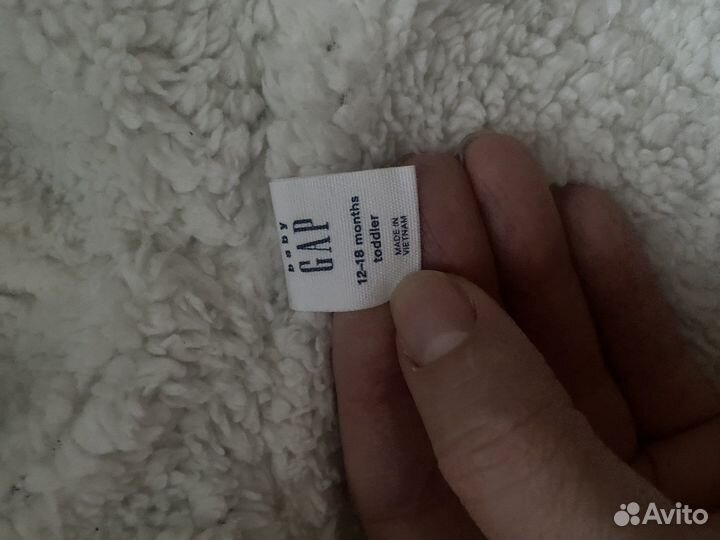 baby
GAP
12–18 months
toddler
MADE IN
VIETNAM
Avito